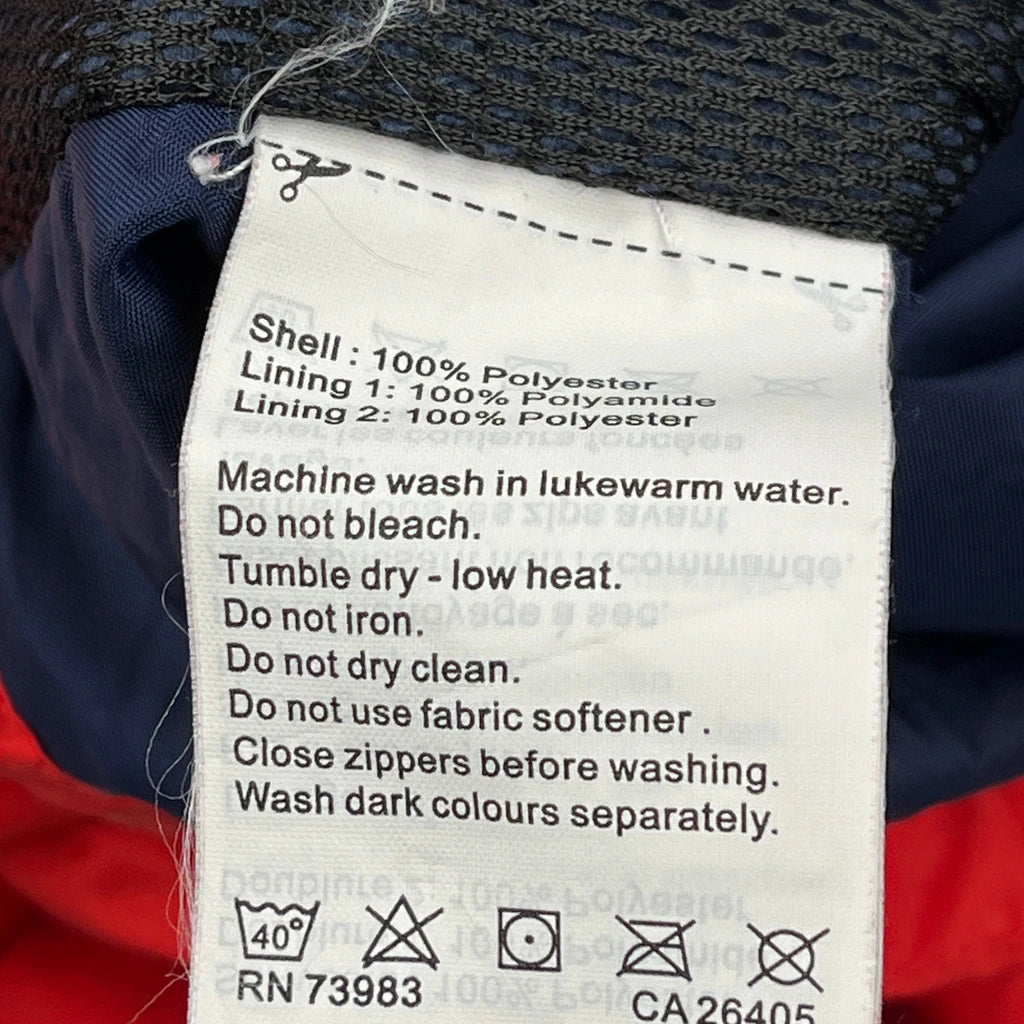 Shell : 100% Polyester
Lining 1: 100% Polyamide
Lining 2: 100% Polyester
Machine wash in lukewarm water.
Do not bleach.
Tumble dry - low heat.
Do not iron.
Do not dry clean.
Do not use fabric softener .
Close zippers before washing.
Wash dark colours separately.
40°
RN 73983
CA 26405